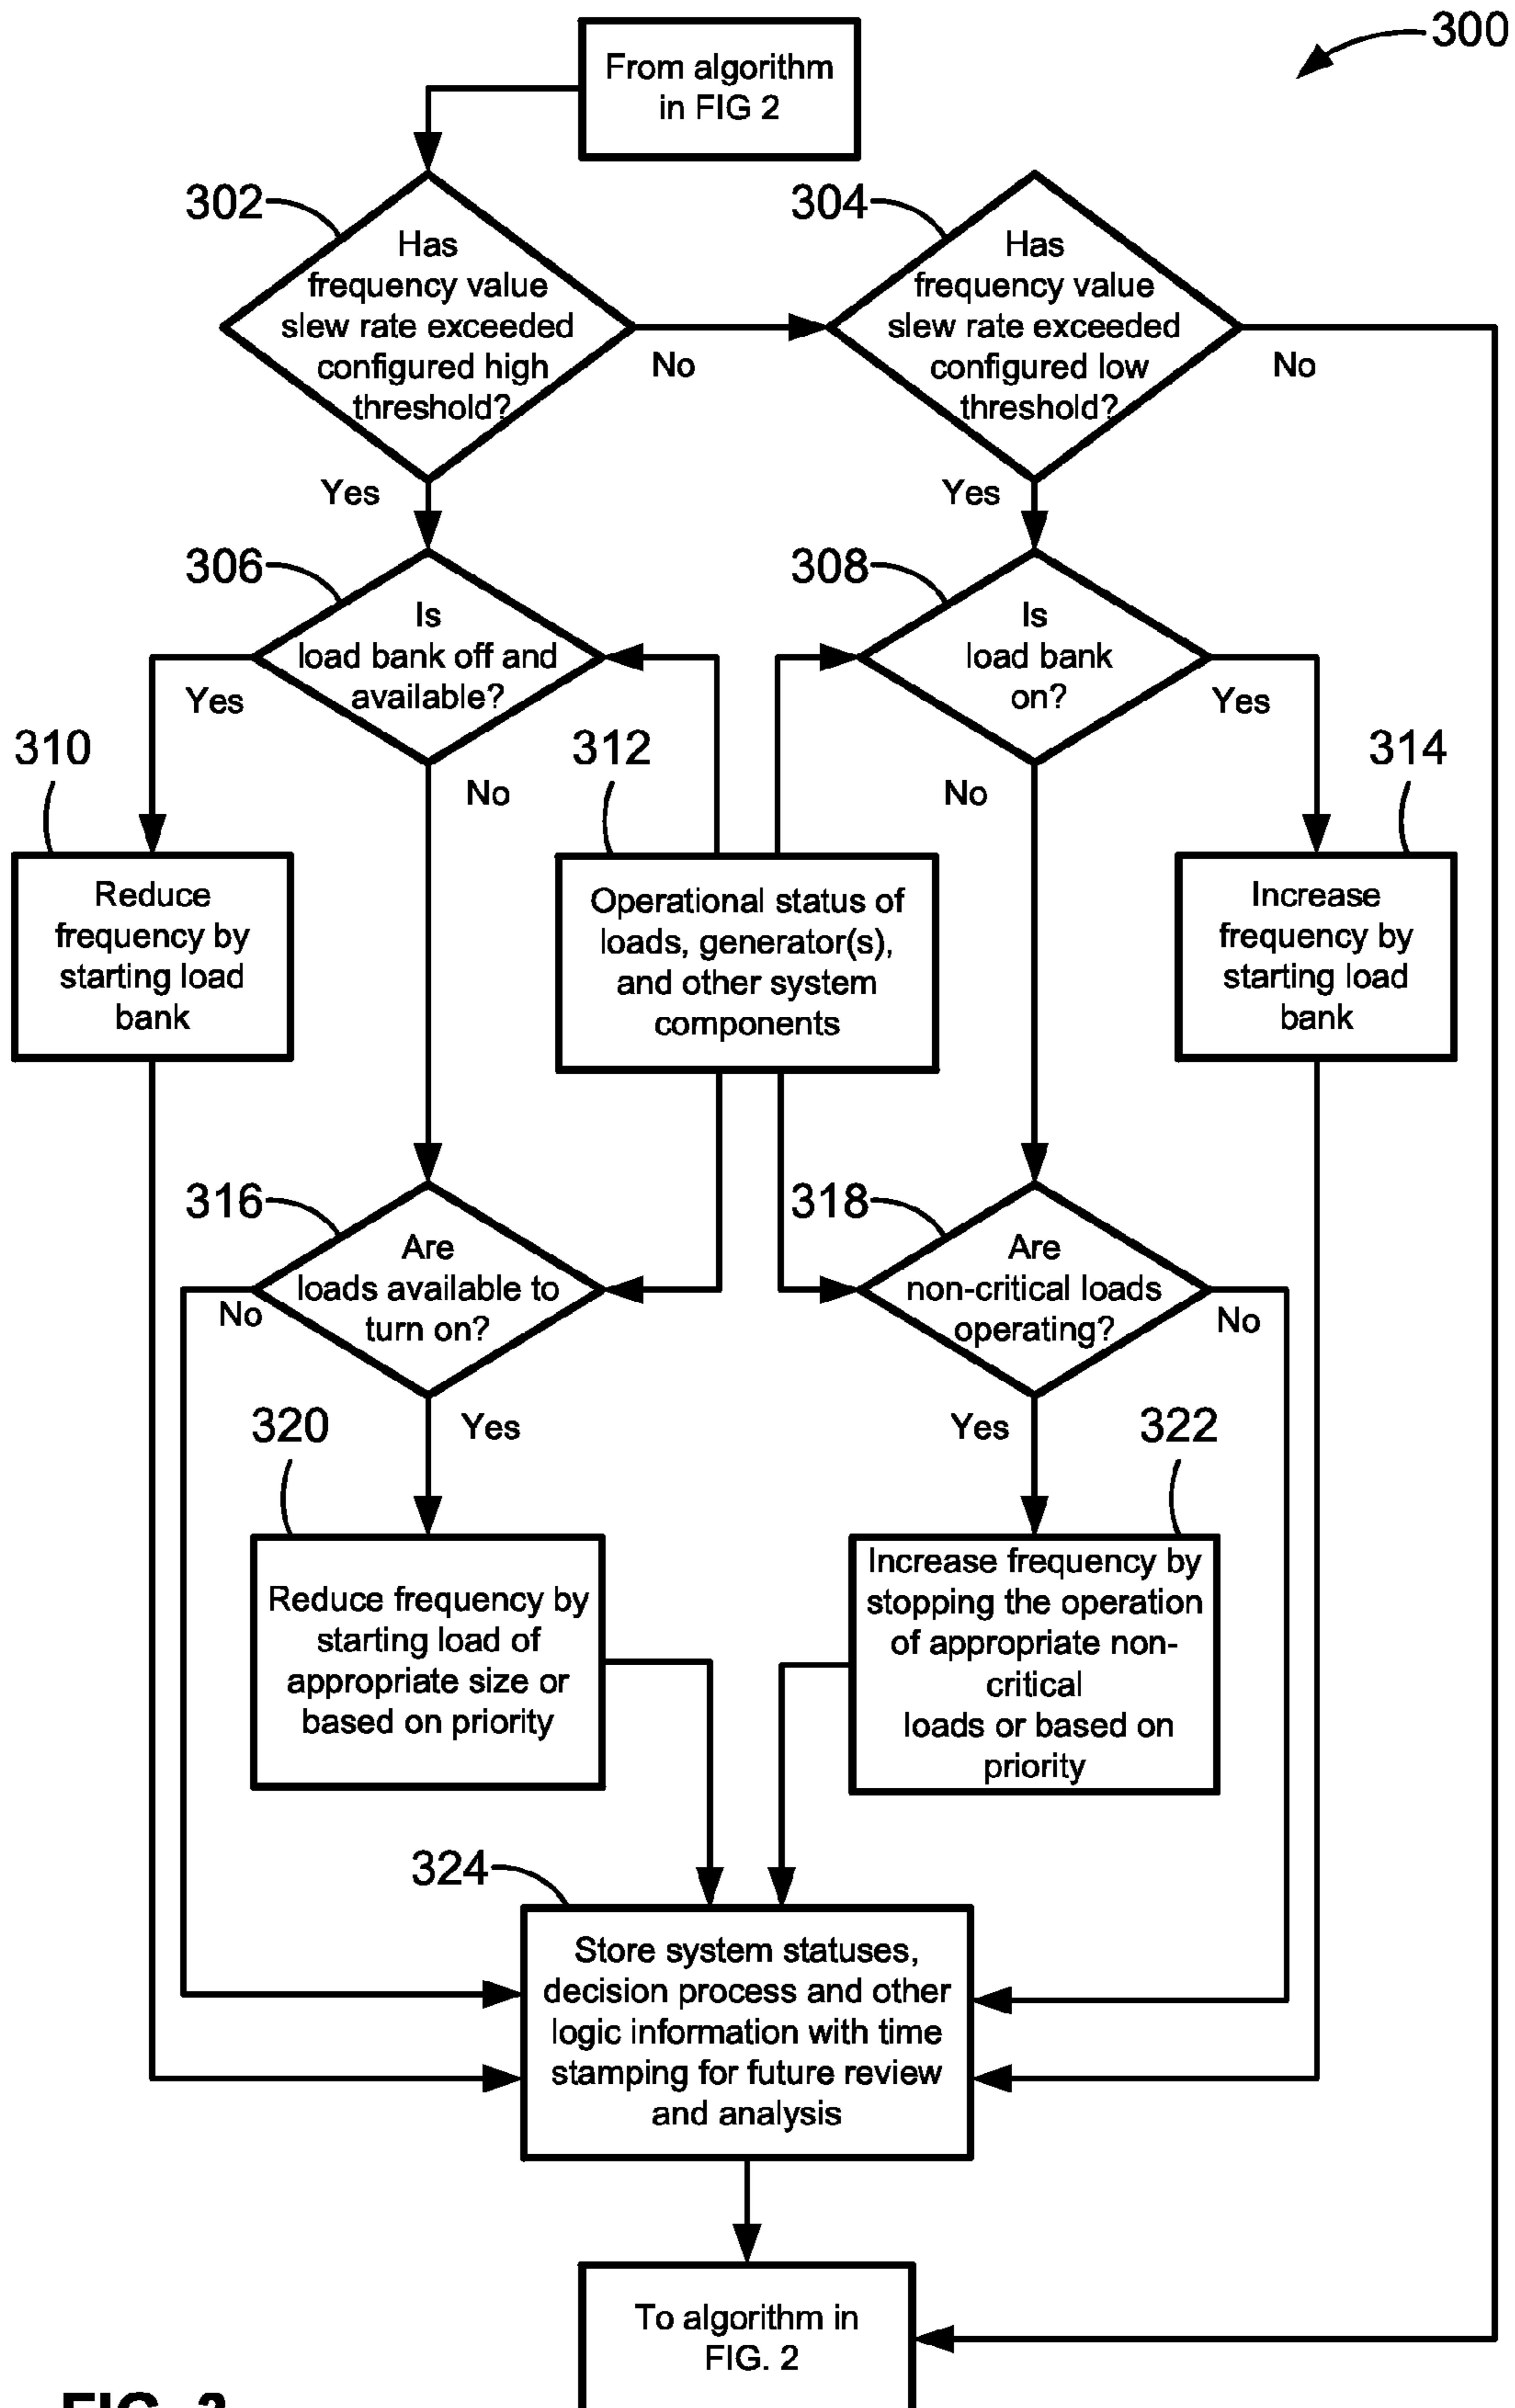 300
From algorithm
in FIG 2
302
Has
frequency value
slew rate exceeded
configured high
threshold?
No
Yes
304
Has
frequency value
slew rate exceeded
configured low
threshold?
No
Yes
306
Is
load bank off and
available?
Yes
No
308
Is
load bank
on?
Yes
No
310
Reduce
frequency by
starting load
bank
312
Operational status of
loads, generator(s),
and other system
components
314
Increase
frequency by
starting load
bank
316
Are
loads available to
turn on?
No
Yes
318
Are
non-critical loads
operating?
No
Yes
320
Reduce frequency by
starting load of
appropriate size or
based on priority
322
Increase frequency by
stopping the operation
of appropriate non-
critical
loads or based on
priority
324
Store system statuses,
decision process and other
logic information with time
stamping for future review
and analysis
To algorithm in
FIG. 2